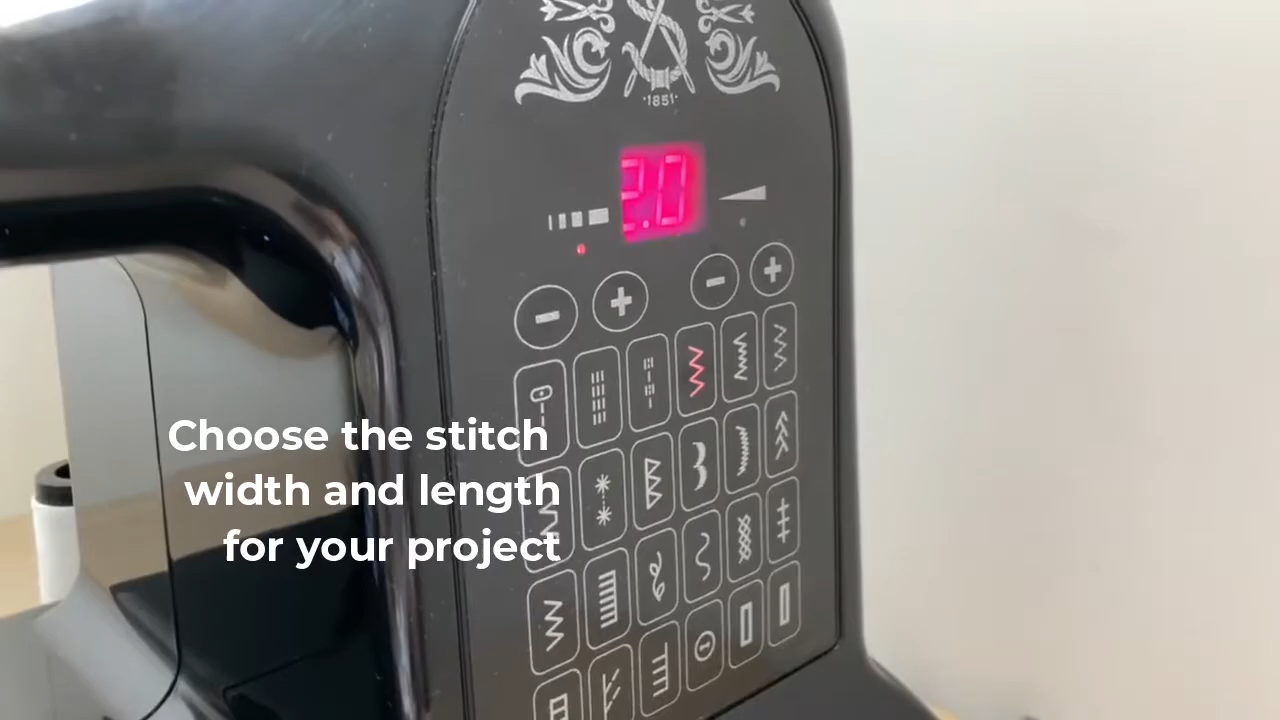 ·1851·
2.0
Choose the stitch
width and length
for your project